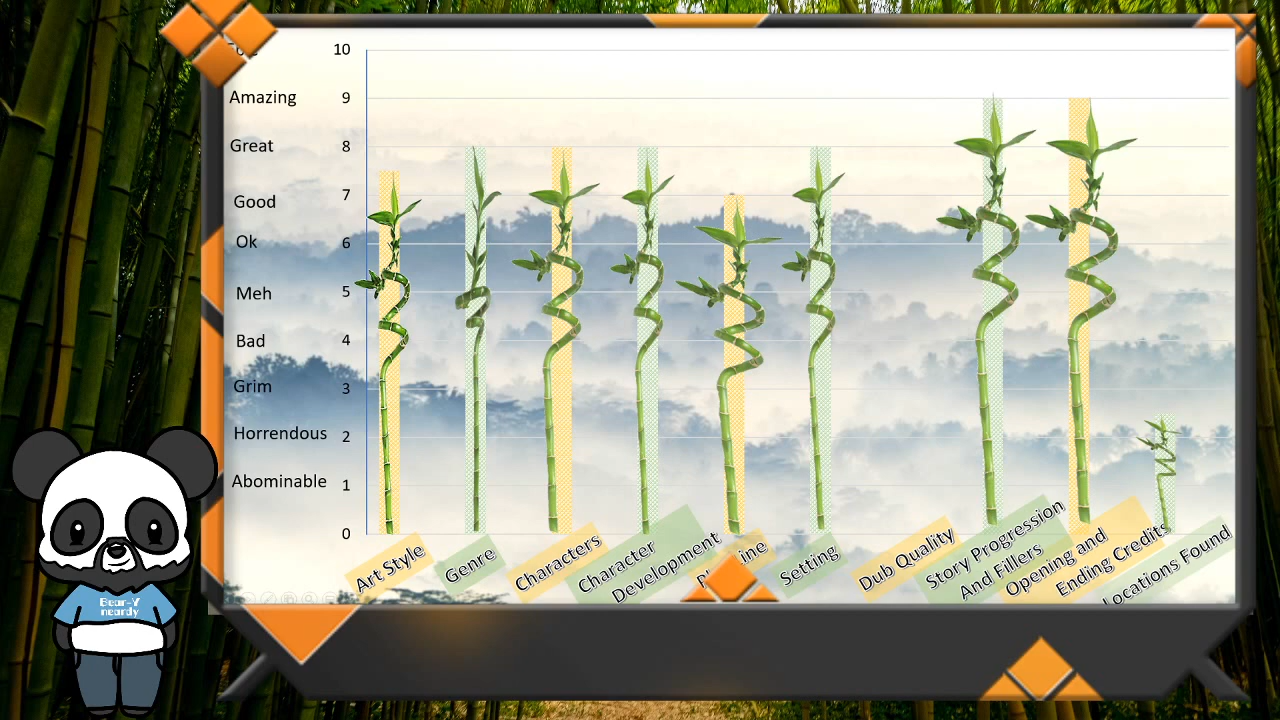 10
Amazing 9
Great 8
Good 7
Ok 6
Meh 5
Bad 4
Grim 3
Horrendous 2
Abominable 1
0
Art Style
Genre
Characters
Character
Development
Setting
Dub Quality
Story Progression
And Fillers
Opening and
Ending Credits
Locations Found
Bear-Y
neardy